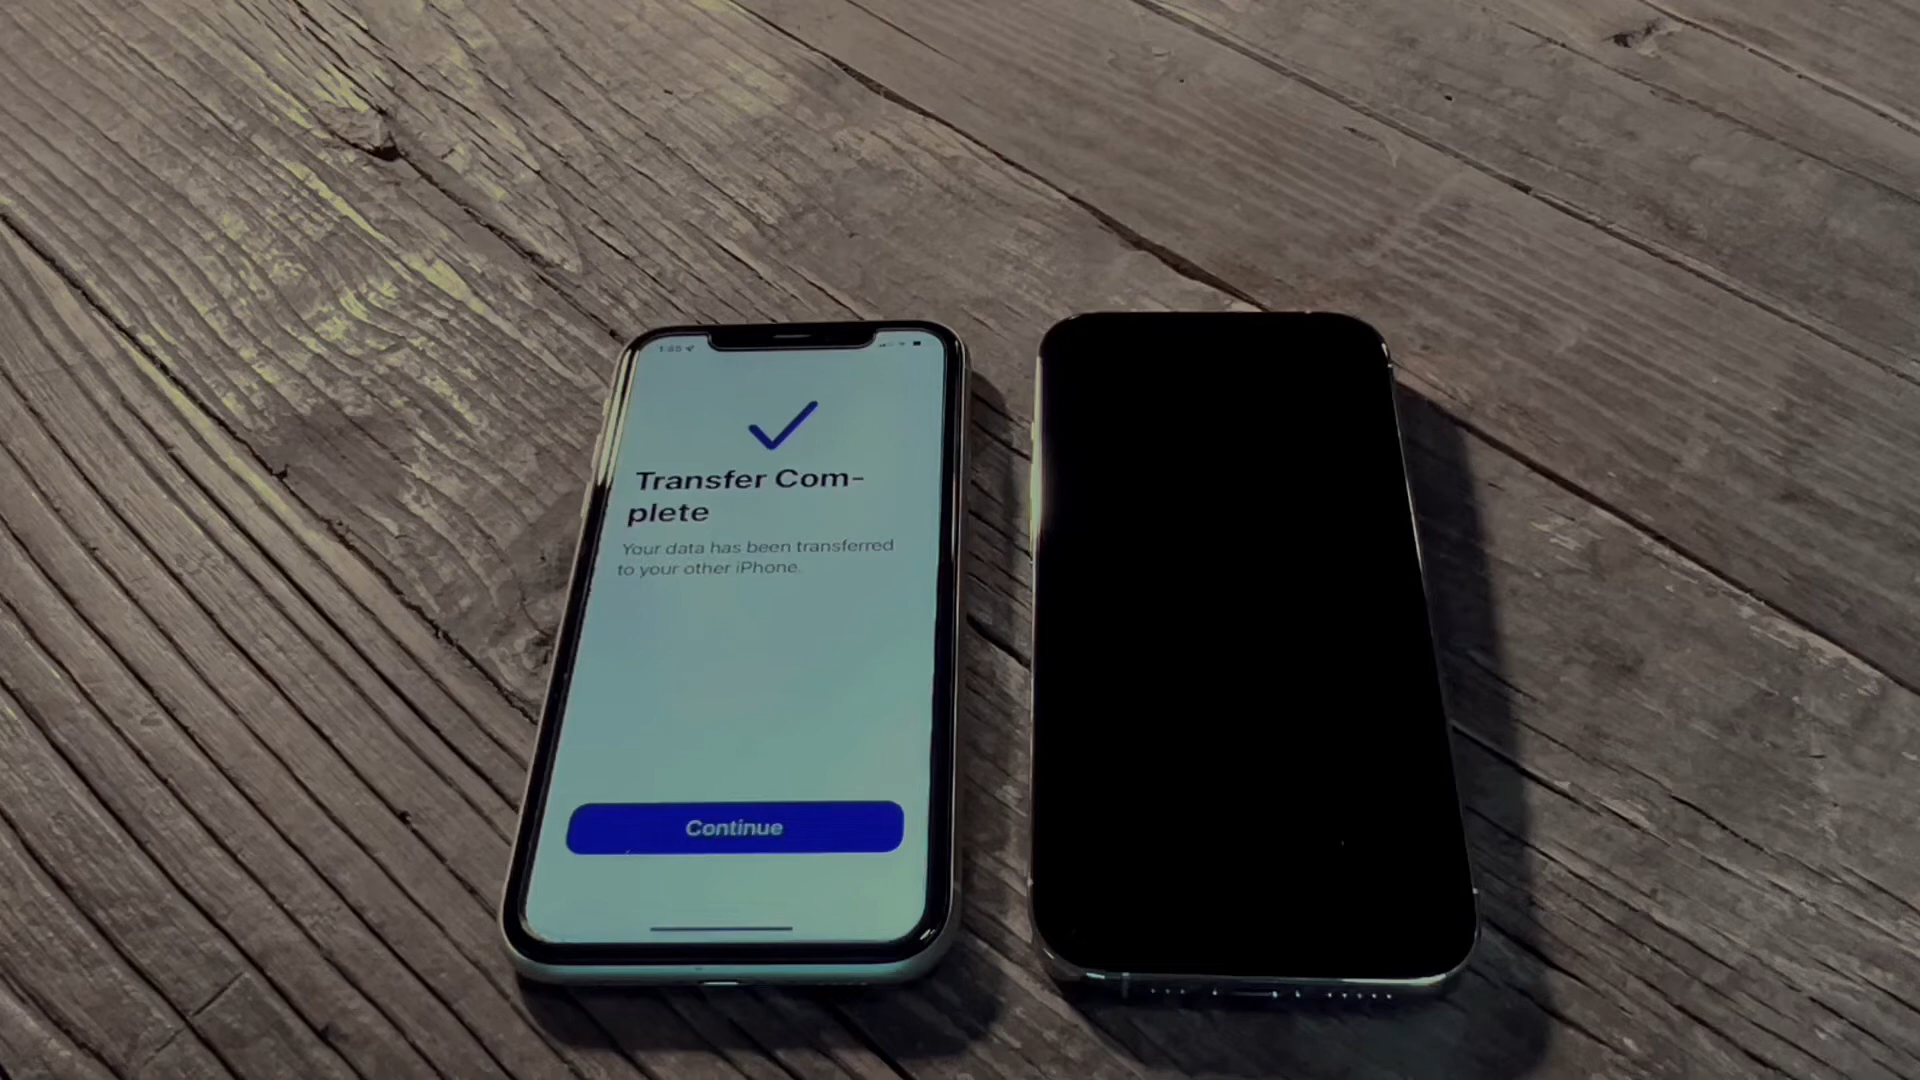 Transfer Com-
plete
Your data has been transferred
to your other iPhone.
Continue